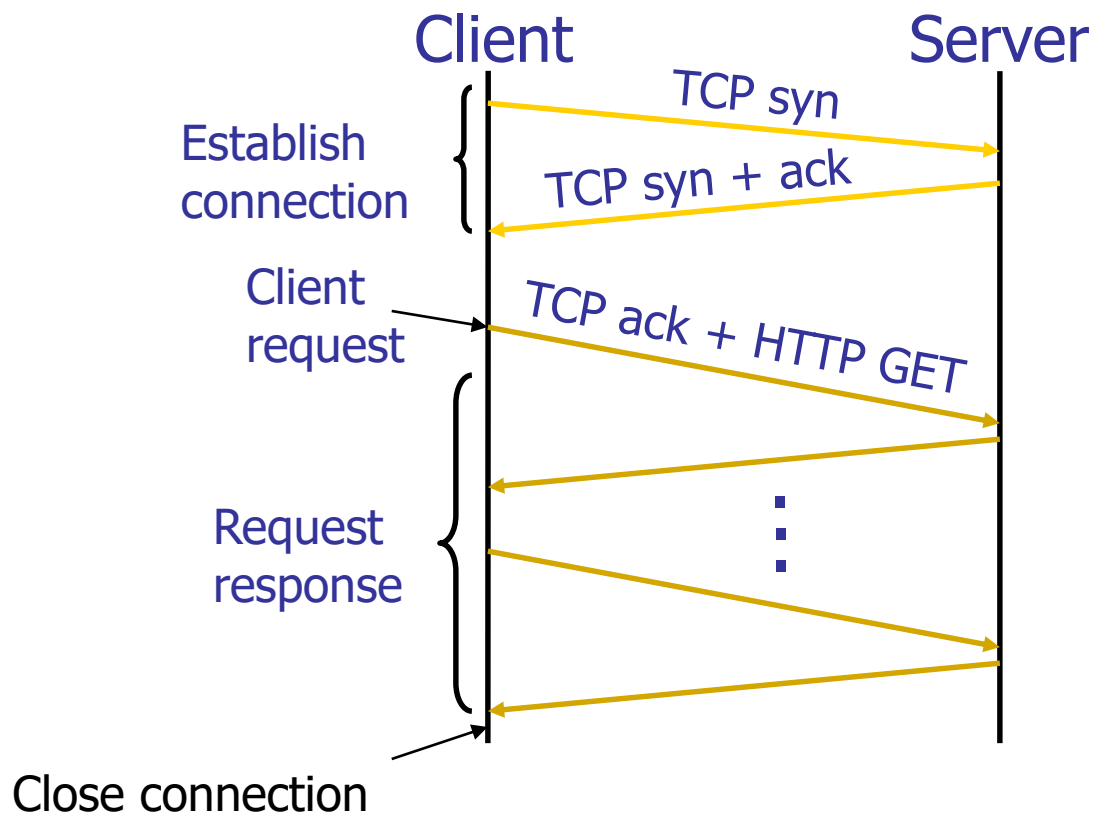 Client
Server
TCP syn
Establish
connection
TCP syn + ack
Client
request
TCP ack + HTTP GET
Request
response
Close connection